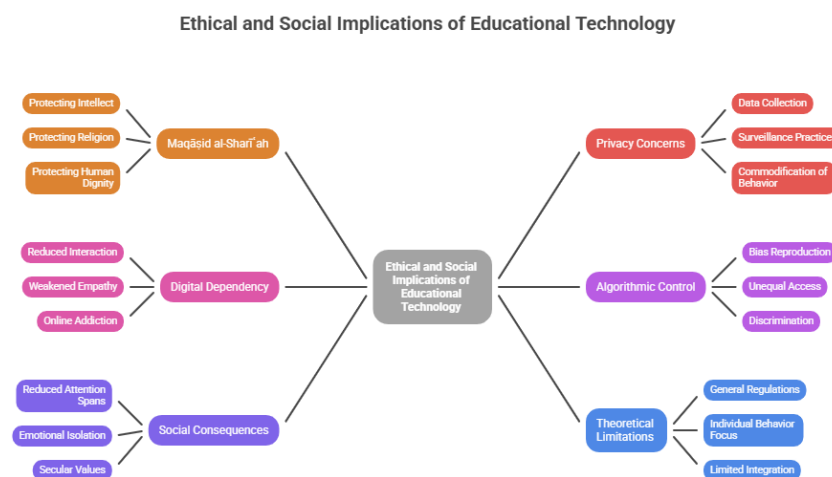 Ethical and Social Implications of Educational Technology
Protecting Intellect
Protecting Religion
Protecting Human
Dignity
Maqāṣid al-Sharīʿah
Reduced Interaction
Weakened Empathy
Online Addiction
Digital Dependency
Reduced Attention
Spans
Emotional Isolation
Secular Values
Social Consequences
Ethical and Social
Implications of
Educational
Technology
Privacy Concerns
Data Collection
Surveillance Practice
Commodification of
Behavior
Algorithmic Control
Bias Reproduction
Unequal Access
Discrimination
Theoretical
Limitations
General Regulations
Individual Behavior
Focus
Limited Integration